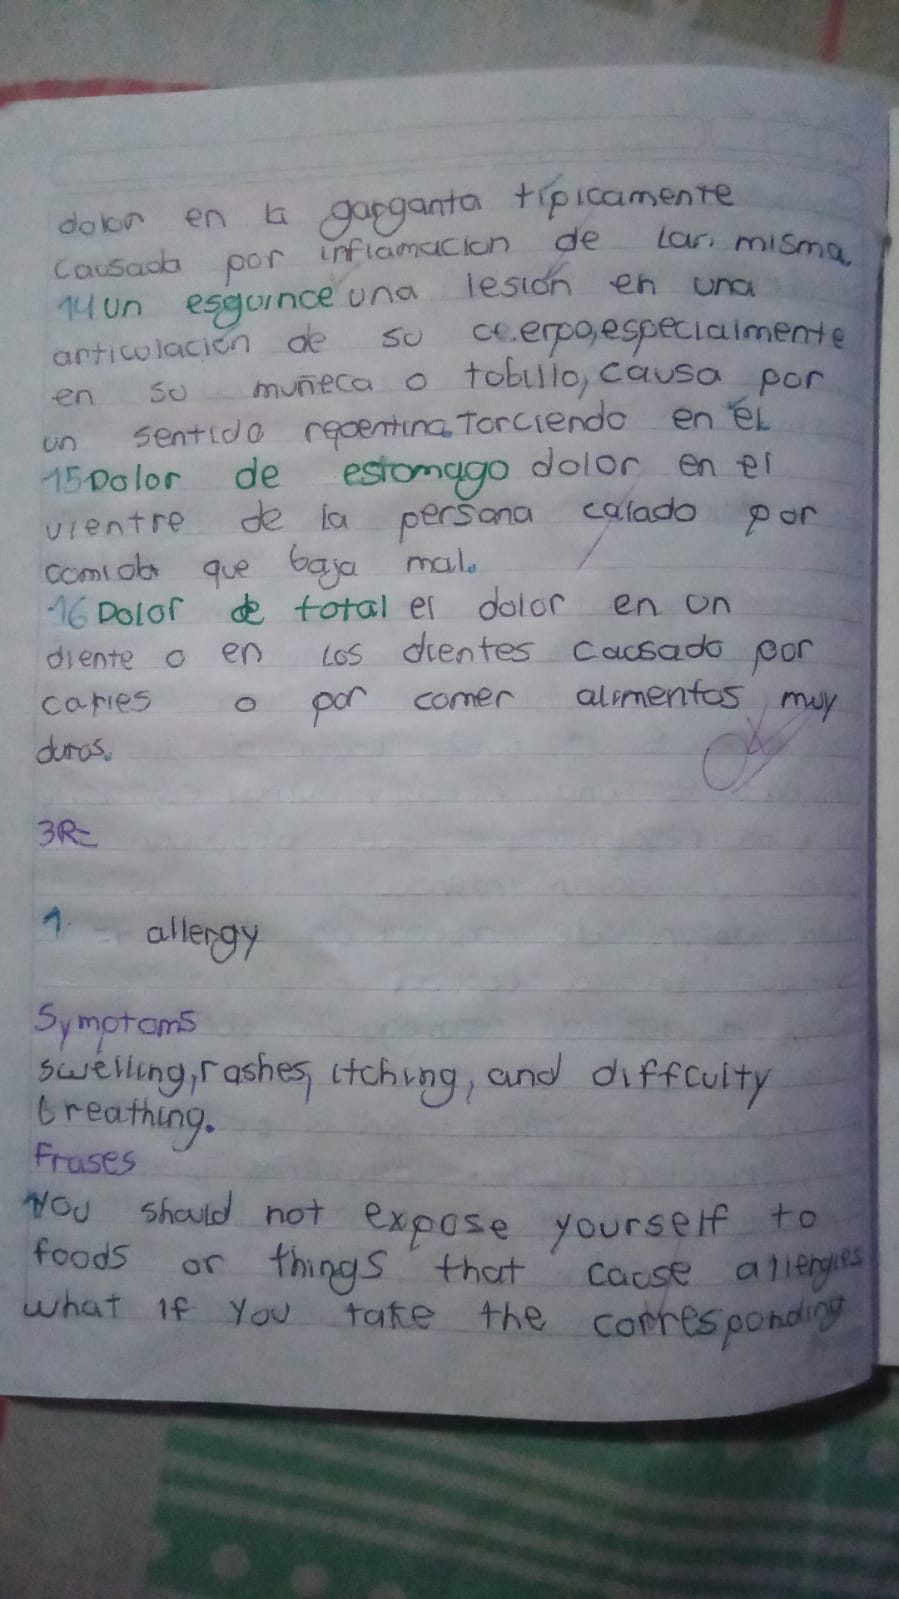 dolor en la garganta típicamente
causada por inflamacion de la misma.
14 Un esguince una lesión en una
articulación de su cuerpo, especialmente
en su muñeca o tobillo, causa por
un sentido repentina. Torciendo en él
15 Dolor de estomago dolor en el
vientre de la persona calado por
comida que baja mal.
16 Dolor de total el dolor en un
diente o en los dientes causado por
caries o por comer alimentos muy
duros.
3R=
1. allergy
Symptoms
swelling, rashes, itching, and diffculty
breathing.
Frases
You should not expose yourself to
foods or things that cause allergies
what if you take the corresponding